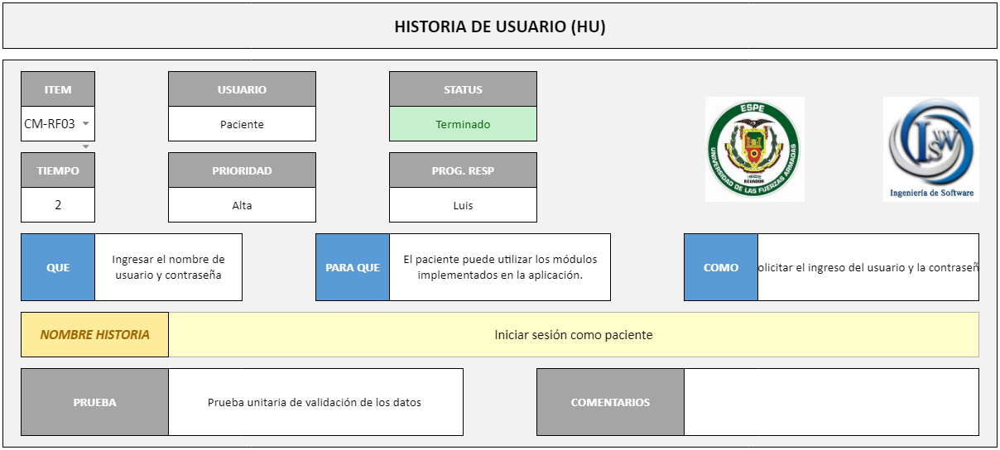 HISTORIA DE USUARIO (HU)
ITEM
USUARIO
STATUS
CM-RF03
Paciente
Terminado
TIEMPO
PRIORIDAD
PROG. RESP
2
Alta
Luis
ESPE
UNIVERSIDAD DE LAS FUERZAS ARMADAS
ECUADOR
ISW
Ingeniería de Software
QUE
Ingresar el nombre de
usuario y contraseña
PARA QUE
El paciente puede utilizar los módulos
implementados en la aplicación.
COMO
olicitar el ingreso del usuario y la contraseñ
NOMBRE HISTORIA
Iniciar sesión como paciente
PRUEBA
Prueba unitaria de validación de los datos
COMENTARIOS